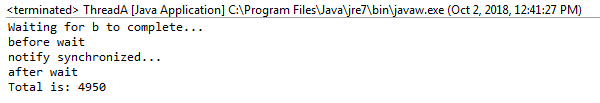 <terminated> ThreadA [Java Application] C:\Program Files\Java\jre7\bin\javaw.exe (Oct 2, 2018, 12:41:27 PM)
Waiting for b to complete...
before wait
notify synchronized...
after wait
Total is: 4950